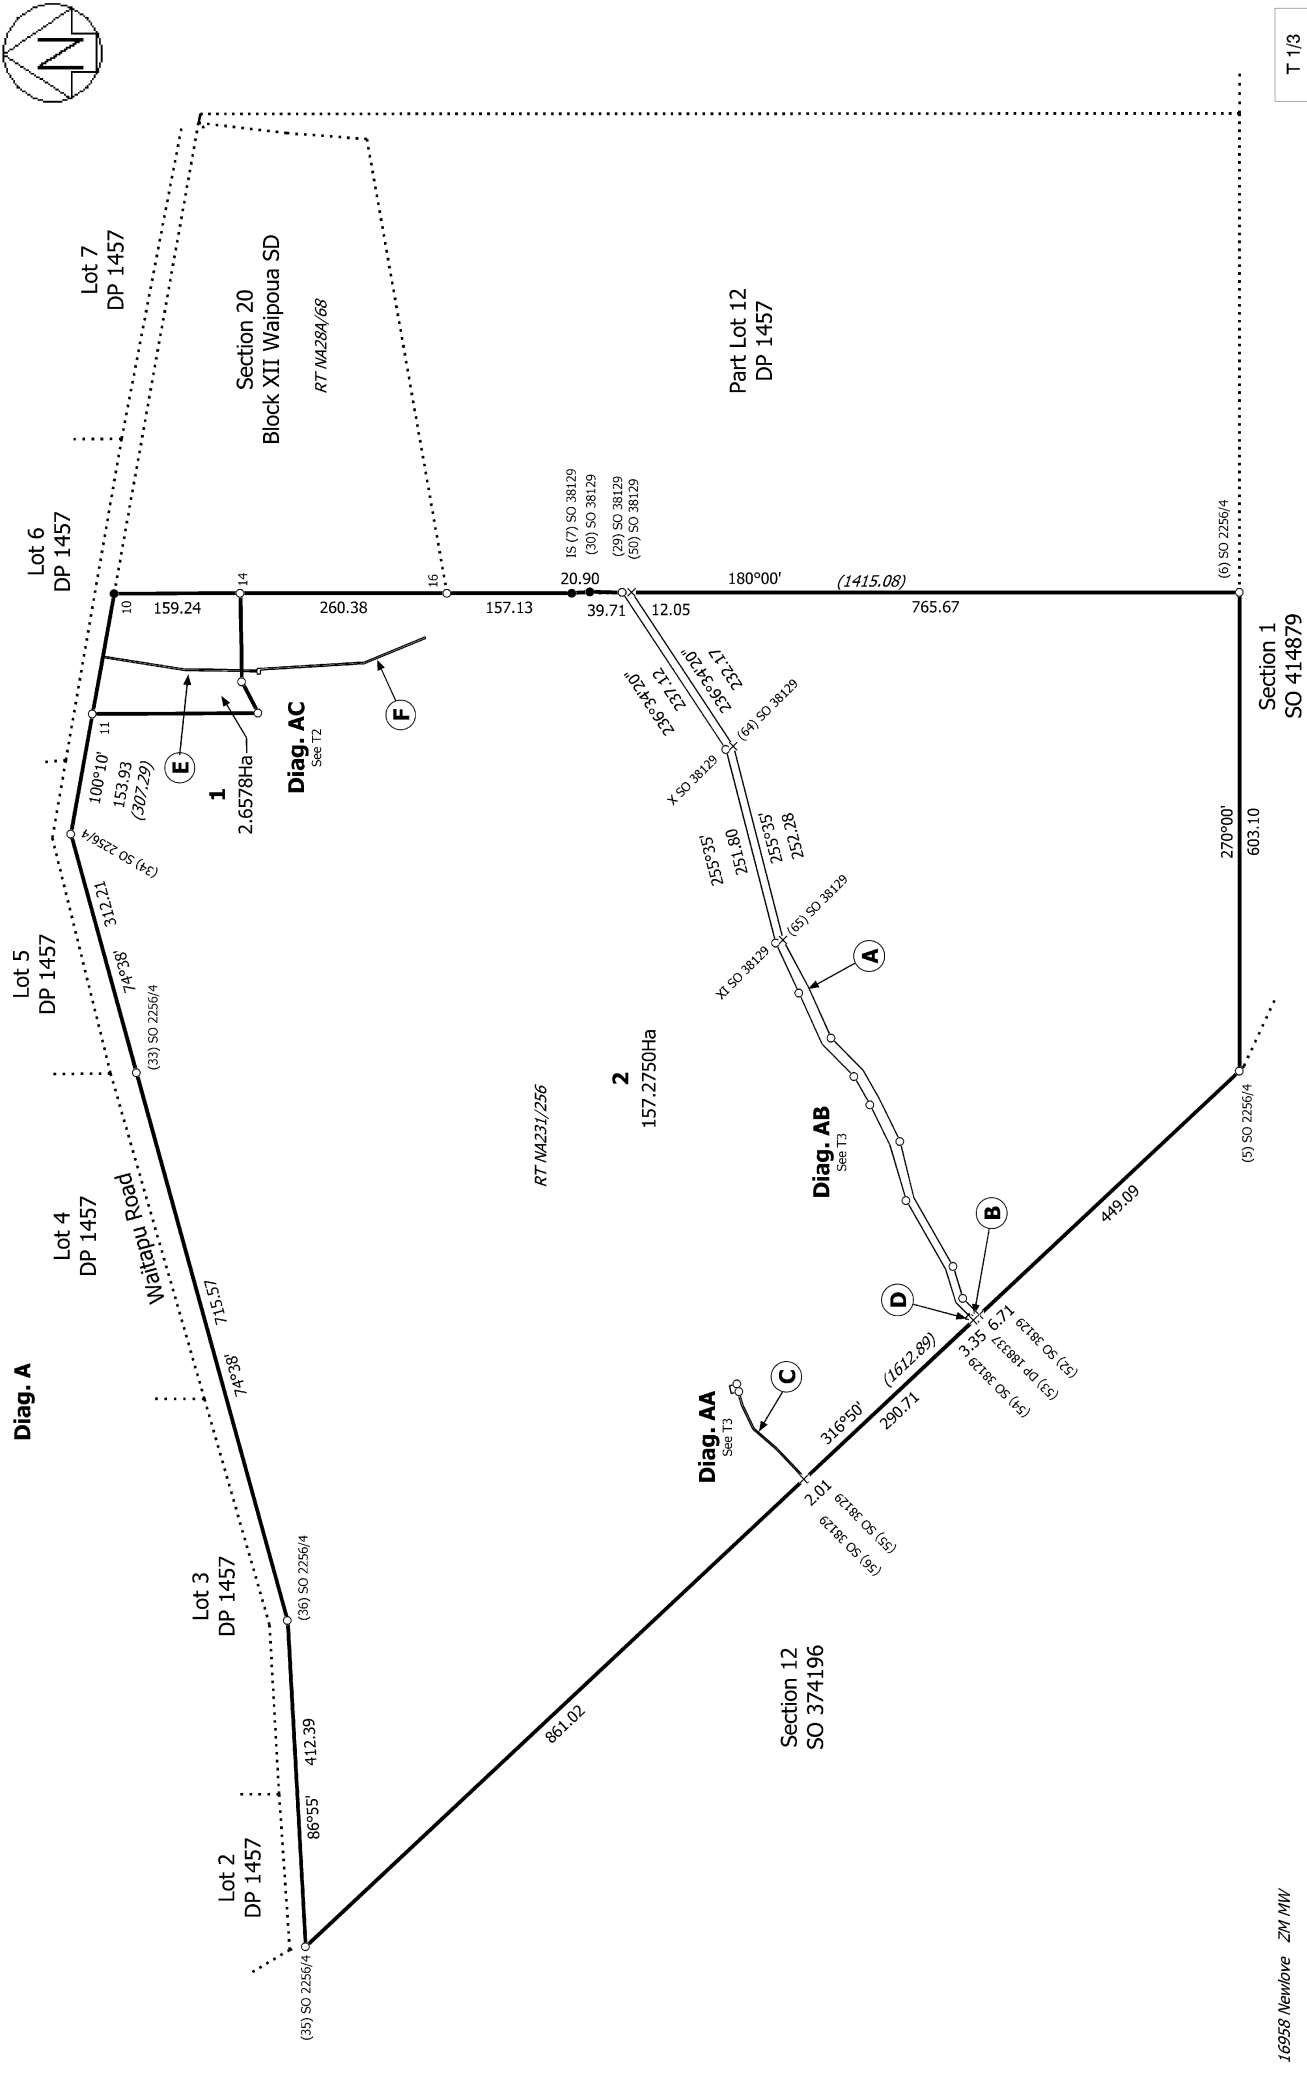 Diag. A
N
T 1/3
Lot 2
DP 1457
Lot 3
DP 1457
Lot 4
DP 1457
Lot 5
DP 1457
Lot 6
DP 1457
Lot 7
DP 1457
Waitapu Road
(35) SO 2256/4
86°55'
412.39
(36) SO 2256/4
74°38'
715.57
(33) SO 2256/4
74°38'
312.21
(34) SO 2256/4
100°10'
153.93
(307.29)
11
10
159.24
14
260.38
16
157.13
20.90
39.71
12.05
IS (7) SO 38129
(30) SO 38129
(29) SO 38129
(50) SO 38129
180°00'
(1415.08)
765.67
(6) SO 2256/4
E
1
2.6578Ha
Diag. AC
See T2
F
Section 20
Block XII Waipoua SD
RT NA28A/68
Part Lot 12
DP 1457
236°34'20"
237.12
236°34'20"
232.17
X SO 38129
(64) SO 38129
255°35'
251.80
255°35'
252.28
XI SO 38129
(65) SO 38129
A
RT NA231/256
2
157.2750Ha
Diag. AB
See T3
B
D
Diag. AA
See T3
C
861.02
2.01
(55) SO 38129
(56) SO 38129
316°50'
(1612.89)
290.71
3.35
6.71
(54) SO 38129
(53) DP 188337
(52) SO 38129
449.09
(5) SO 2256/4
270°00'
603.10
Section 12
SO 374196
Section 1
SO 414879
16958 Newlove ZM MW